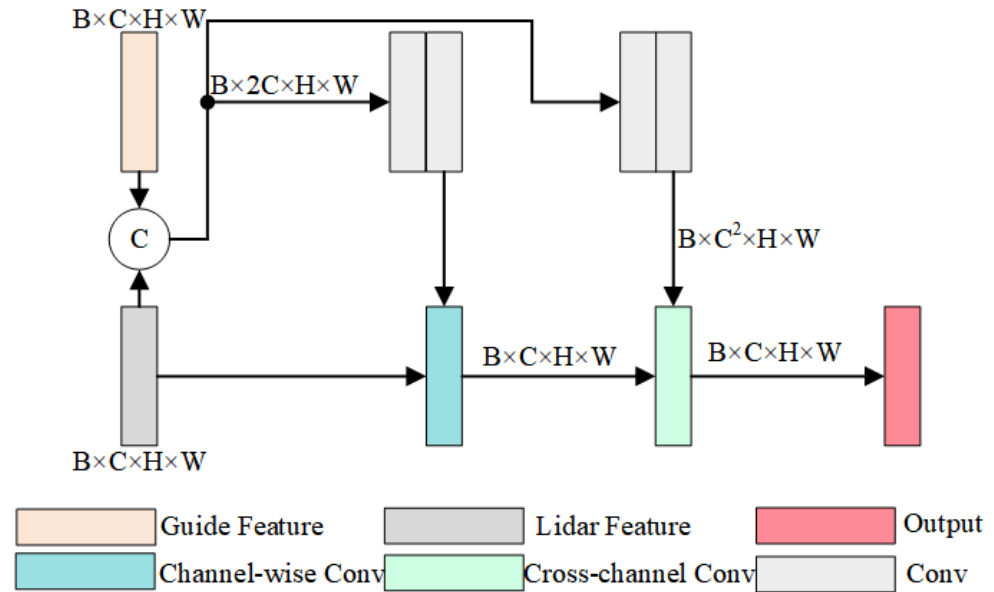 B×C×H×W
B×2C×H×W
C
B×C²×H×W
B×C×H×W
B×C×H×W
B×C×H×W
Guide Feature
Lidar Feature
Output
Channel-wise Conv
Cross-channel Conv
Conv